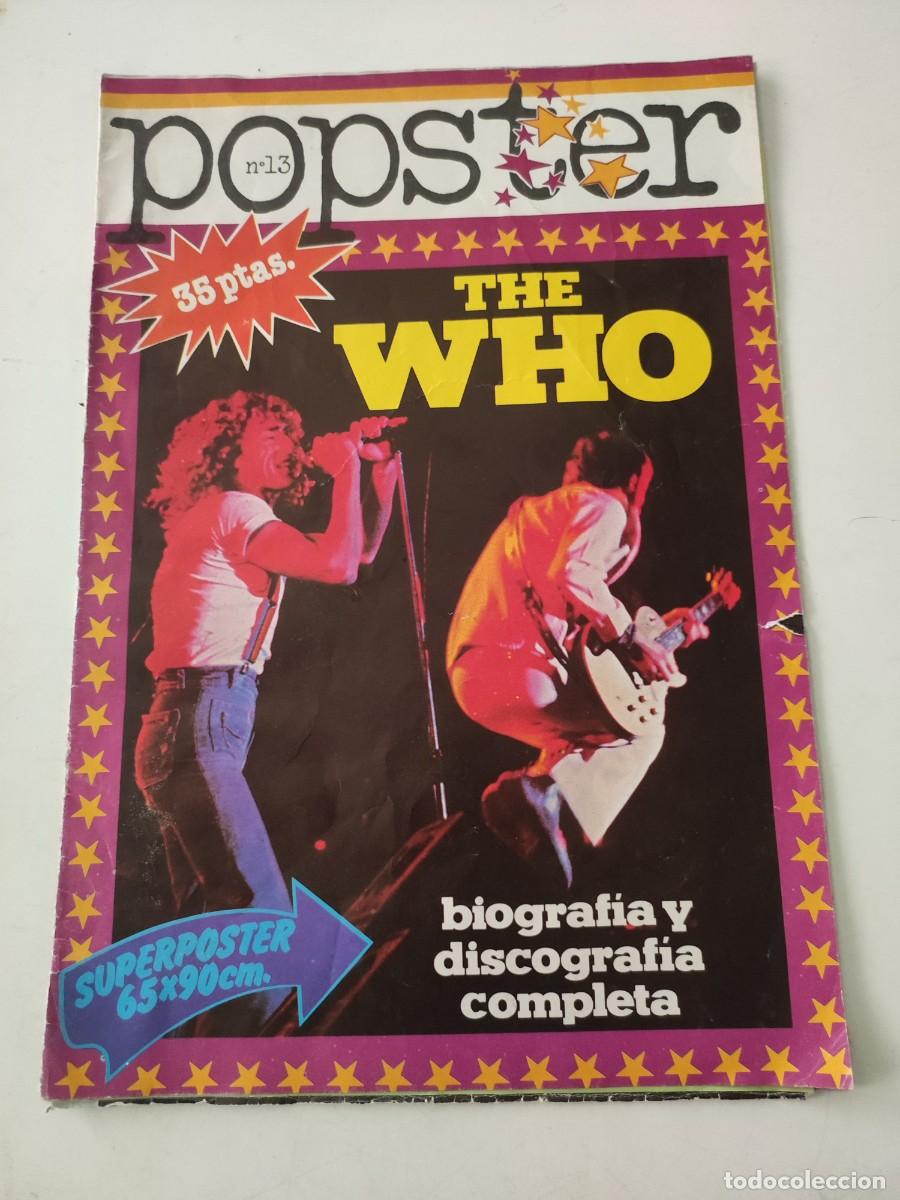 popster
nº13
35 ptas.
THE
WHO
biografía y
discografía
completa
SUPERPOSTER
65x90cm.
todocoleccion